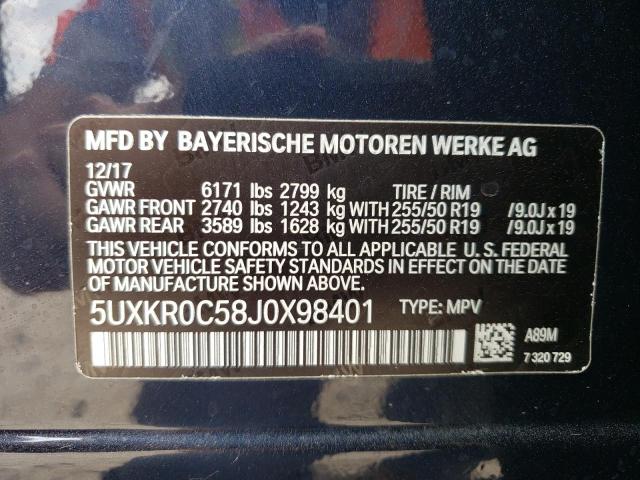 MFD BY BAYERISCHE MOTOREN WERKE AG
12/17
GVWR 6171 lbs 2799 kg TIRE / RIM
GAWR FRONT 2740 lbs 1243 kg WITH 255/50 R19 /9.0J x 19
GAWR REAR 3589 lbs 1628 kg WITH 255/50 R19 /9.0J x 19
THIS VEHICLE CONFORMS TO ALL APPLICABLE U. S. FEDERAL
MOTOR VEHICLE SAFETY STANDARDS IN EFFECT ON THE DATE
OF MANUFACTURE SHOWN ABOVE.
5UXKR0C58J0X98401 TYPE: MPV
A89M
7 320 729